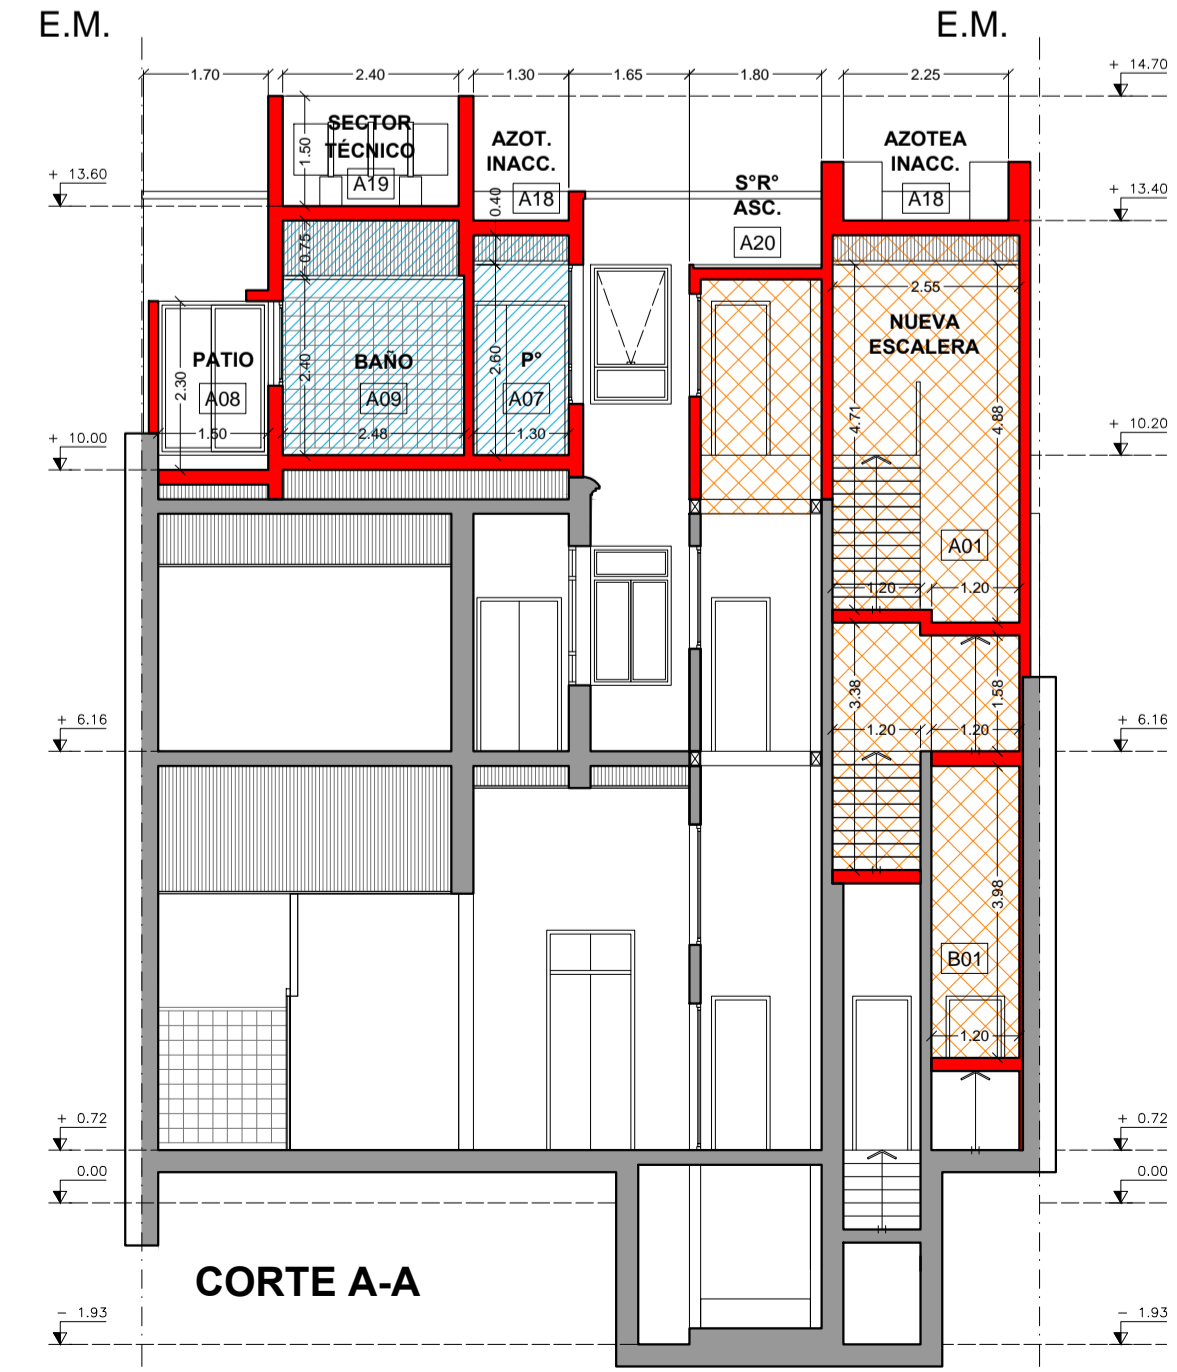 E.M.
E.M.
1.70
2.40
1.30
1.65
1.80
2.25
+ 14.70
SECTOR
TÉCNICO
A19
1.50
AZOT.
INACC.
A18
0.40
S°R°
ASC.
A20
AZOTEA
INACC.
A18
+ 13.60
+ 13.40
0.75
2.55
NUEVA
ESCALERA
PATIO
A08
2.30
1.50
BAÑO
A09
2.40
2.48
P°
A07
2.60
1.30
4.71
4.88
+ 10.00
+ 10.20
A01
1.20
1.20
3.38
1.58
1.20
1.20
+ 6.16
+ 6.16
3.98
B01
1.20
+ 0.72
+ 0.72
0.00
0.00
CORTE A-A
- 1.93
- 1.93